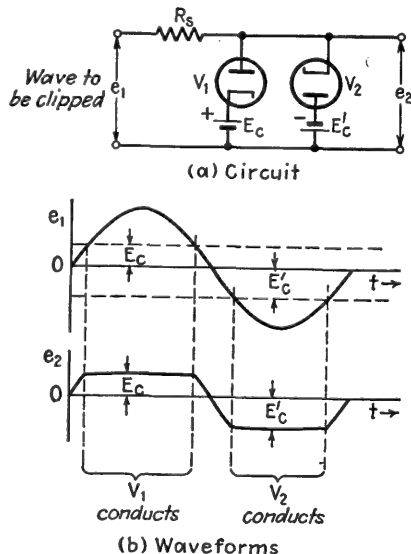 Rs
Wave to
be clipped
e1
V1
V2
e2
+
Ec
-
E'c
(a) Circuit
e1
Ec
0
E'c
t→
e2
Ec
0
E'c
t→
V1
conducts
V2
conducts
(b) Waveforms